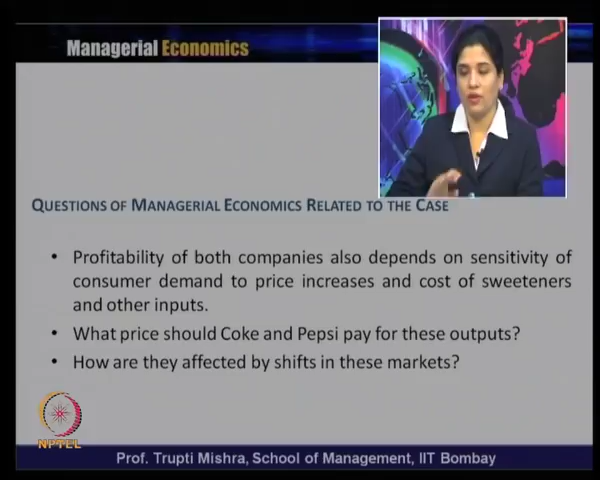 Managerial Economics
QUESTIONS OF MANAGERIAL ECONOMICS RELATED TO THE CASE
• Profitability of both companies also depends on sensitivity of
consumer demand to price increases and cost of sweeteners
and other inputs.
• What price should Coke and Pepsi pay for these outputs?
• How are they affected by shifts in these markets?
NPTEL
Prof. Trupti Mishra, School of Management, IIT Bombay